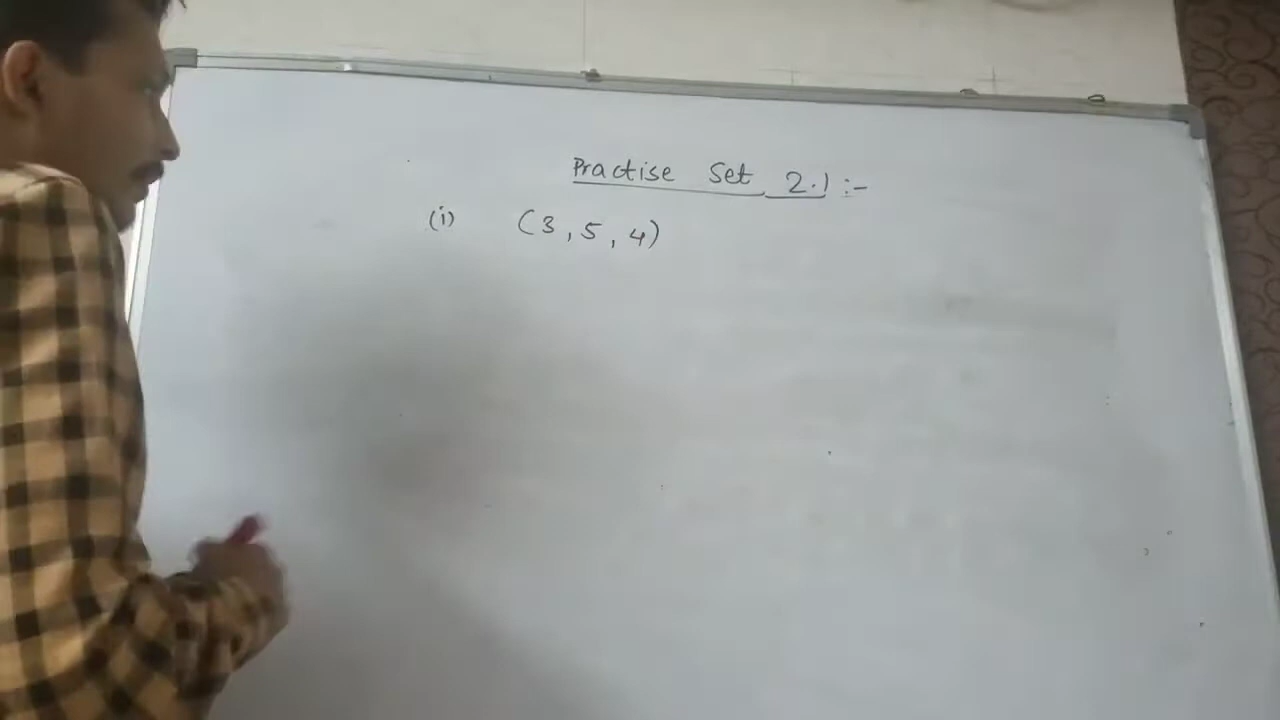 Practise Set 2.1 :-
(i) (3, 5, 4)